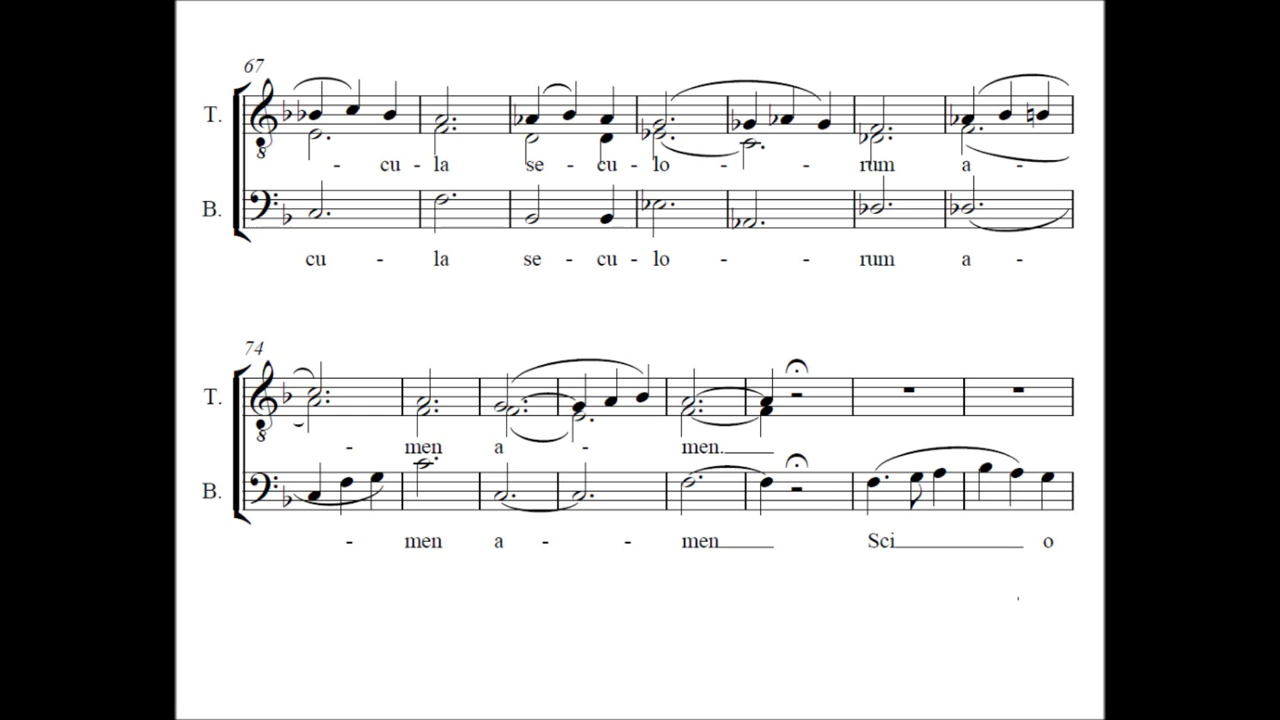 67
T.
- cu - la se - cu - lo - - rum a -
B.
cu - la se - cu - lo - - rum a -
74
T.
- men a - men.
B.
- men a - - men Sci o